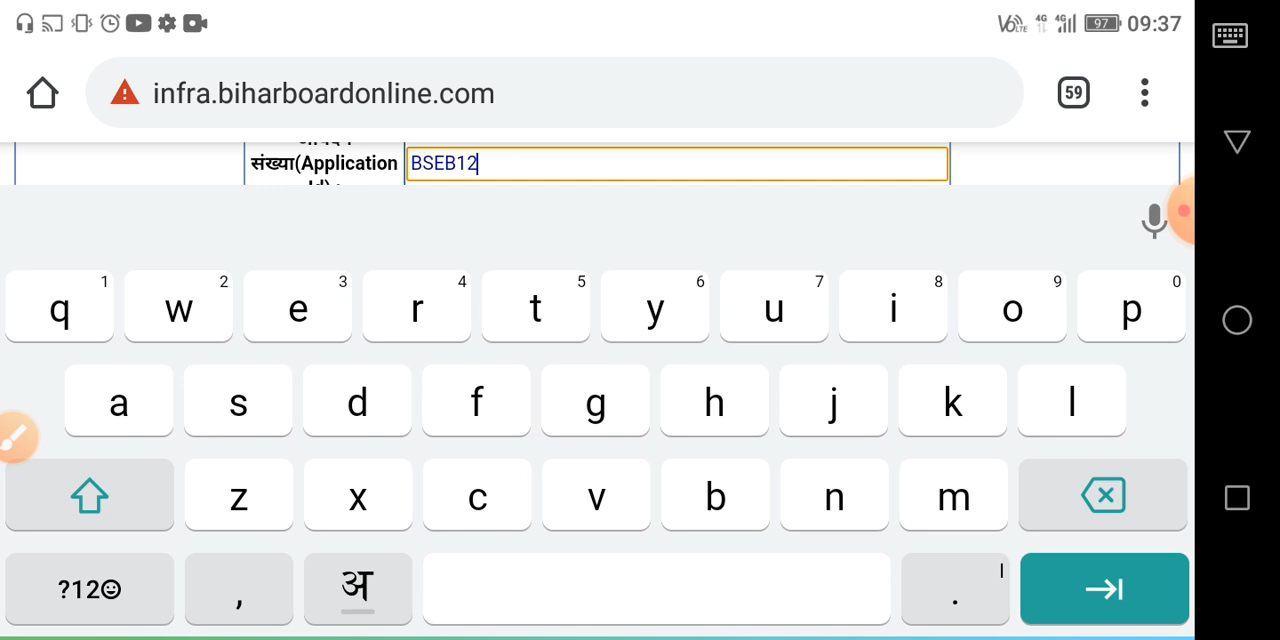 97 09:37
infra.biharboardonline.com
59
संख्या(Application
BSEB12
q 1 w 2 e 3 r 4 t 5 y 6 u 7 i 8 o 9 p 0
a s d f g h j k l
z x c v b n m
?12☺ , अ . l